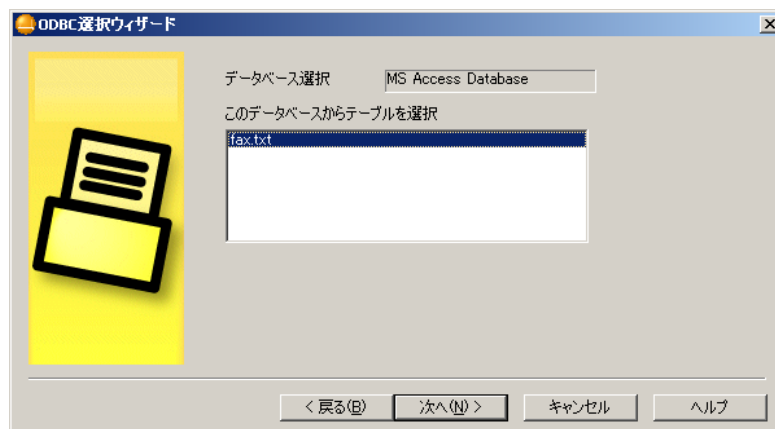 ODBC選択ウィザード
データベース選択 MS Access Database
このデータベースからテーブルを選択
fax.txt
< 戻る(B) 次へ(N) > キャンセル ヘルプ